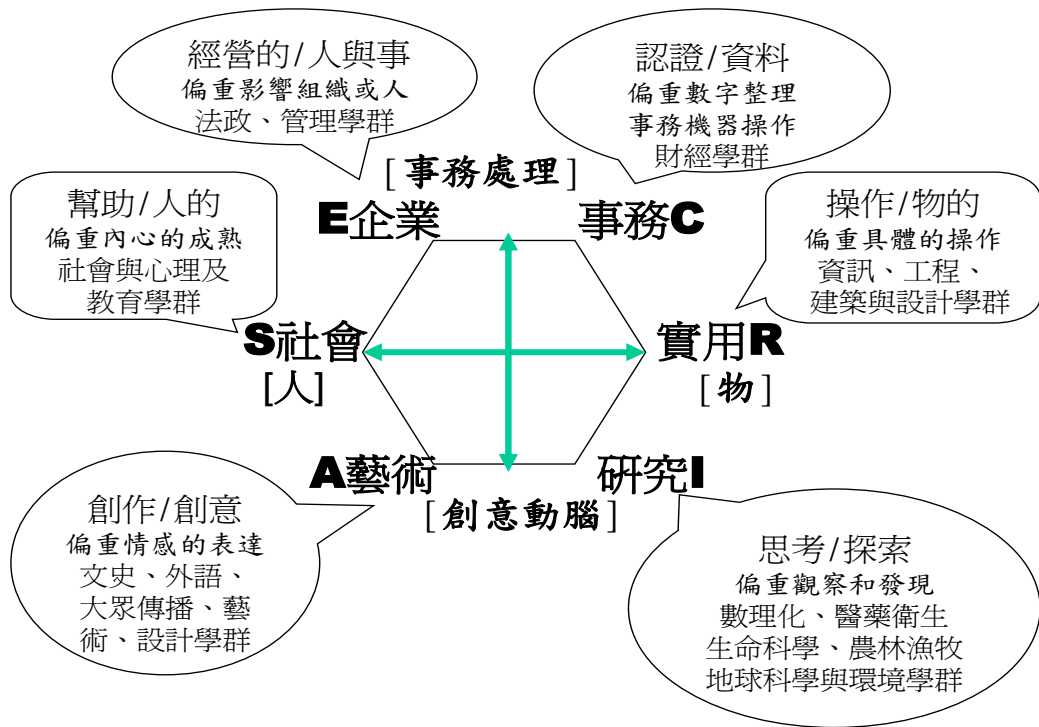 經營的/人與事
偏重影響組織或人
法政、管理學群
認證/資料
偏重數字整理
事務機器操作
財經學群
[事務處理]
幫助/人的
偏重內心的成熟
社會與心理及
教育學群
E企業
事務C
操作/物的
偏重具體的操作
資訊、工程、
建築與設計學群
S社會
[人]
實用R
[物]
A藝術
研究I
[創意動腦]
創作/創意
偏重情感的表達
文史、外語、
大眾傳播、藝
術、設計學群
思考/探索
偏重觀察和發現
數理化、醫藥衛生
生命科學、農林漁牧
地球科學與環境學群